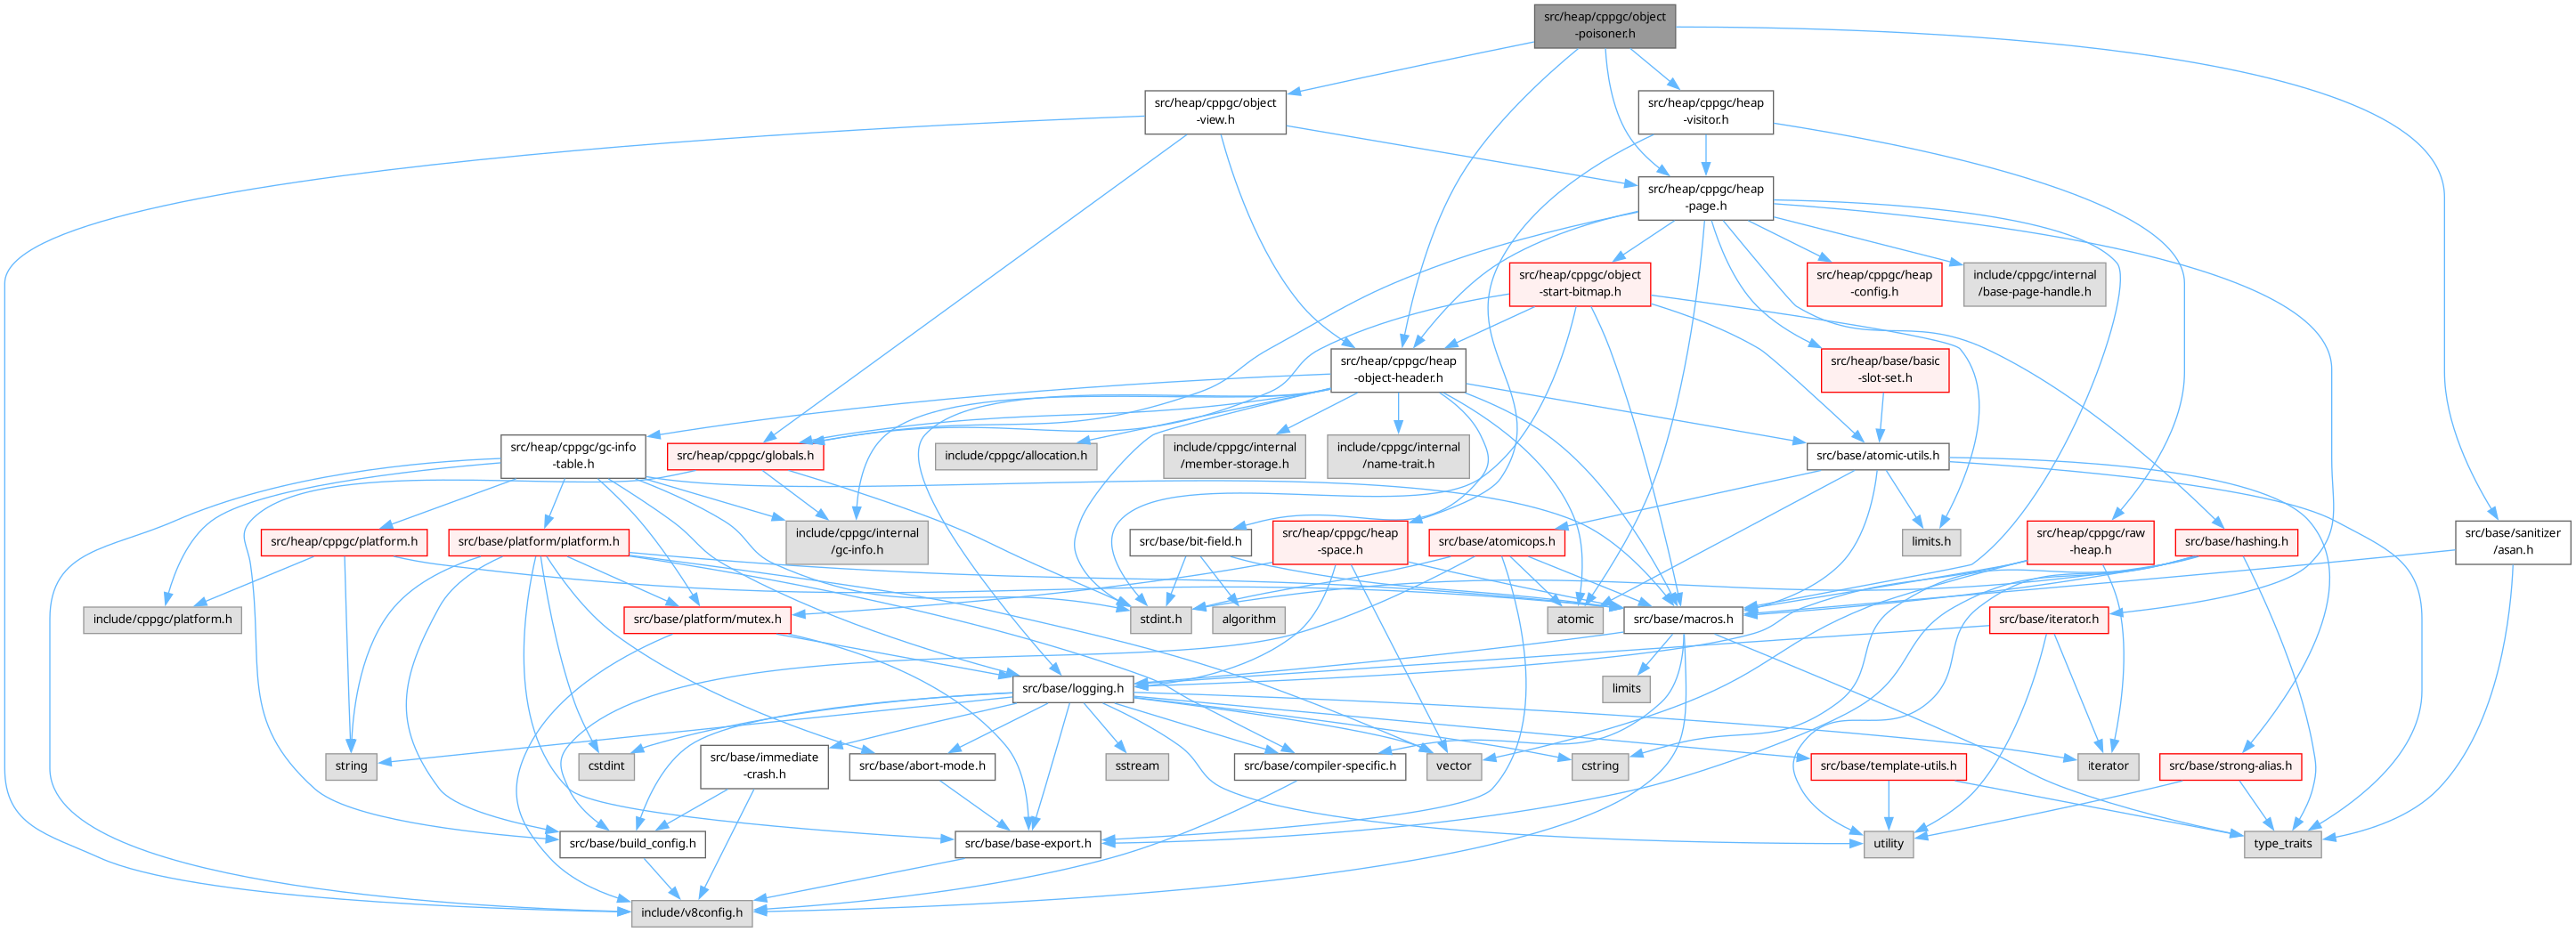 src/heap/cppgc/object
-poisoner.h
src/heap/cppgc/object
-view.h
src/heap/cppgc/heap
-visitor.h
src/heap/cppgc/heap
-page.h
src/heap/cppgc/object
-start-bitmap.h
src/heap/cppgc/heap
-config.h
include/cppgc/internal
/base-page-handle.h
src/heap/cppgc/heap
-object-header.h
src/heap/base/basic
-slot-set.h
src/heap/cppgc/gc-info
-table.h
src/heap/cppgc/globals.h
include/cppgc/allocation.h
include/cppgc/internal
/member-storage.h
include/cppgc/internal
/name-trait.h
src/base/atomic-utils.h
src/heap/cppgc/platform.h
src/base/platform/platform.h
include/cppgc/internal
/gc-info.h
src/base/bit-field.h
src/heap/cppgc/heap
-space.h
src/base/atomicops.h
limits.h
src/heap/cppgc/raw
-heap.h
src/base/hashing.h
src/base/sanitizer
/asan.h
include/cppgc/platform.h
src/base/platform/mutex.h
stdint.h
algorithm
atomic
src/base/macros.h
src/base/iterator.h
src/base/logging.h
limits
string
cstdint
src/base/immediate
-crash.h
src/base/abort-mode.h
sstream
src/base/compiler-specific.h
vector
cstring
src/base/template-utils.h
iterator
src/base/strong-alias.h
src/base/build_config.h
src/base/base-export.h
utility
type_traits
include/v8config.h